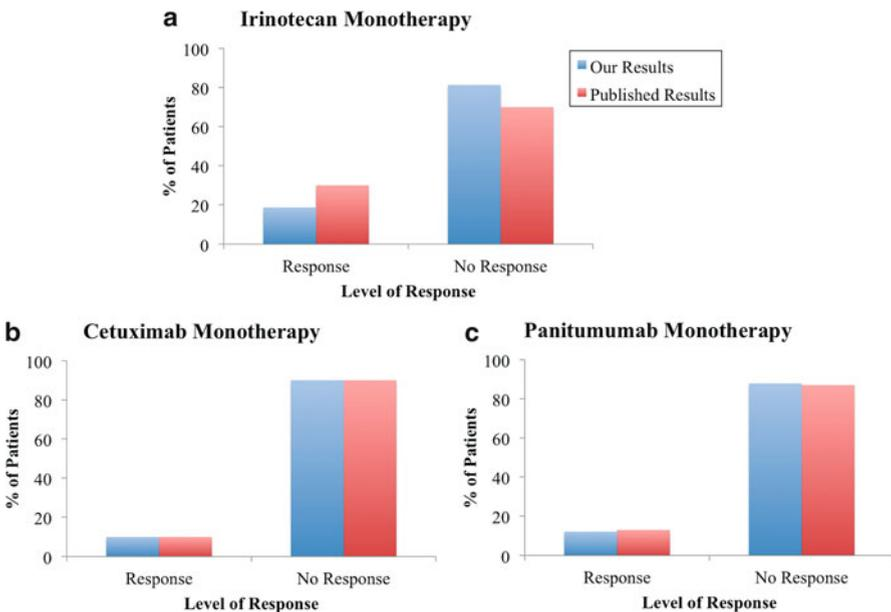 a
Irinotecan Monotherapy
100
80
60
40
20
0
% of Patients
Response
No Response
Level of Response
Our Results
Published Results
b
Cetuximab Monotherapy
100
80
60
40
20
0
% of Patients
Response
No Response
Level of Response
c
Panitumumab Monotherapy
100
80
60
40
20
0
% of Patients
Response
No Response
Level of Response